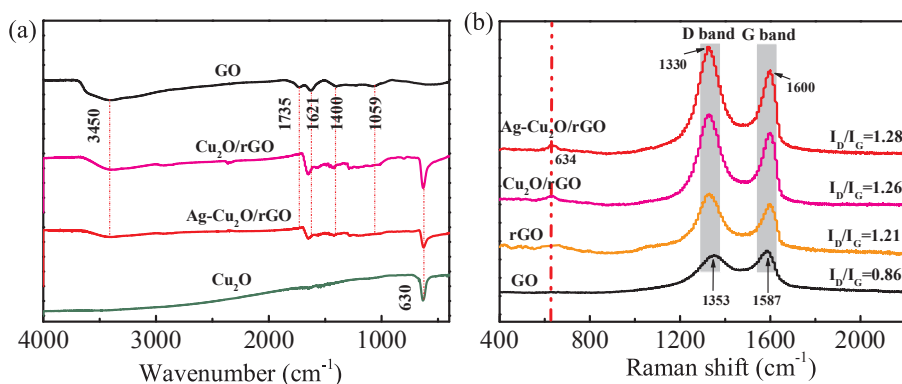 (a)
GO
3450
1735
1621
1400
1059
Cu2O/rGO
Ag-Cu2O/rGO
Cu2O
630
4000 3000 2000 1000
Wavenumber (cm-1)
(b)
D band G band
1330
1600
Ag-Cu2O/rGO
634
ID/IG=1.28
Cu2O/rGO
ID/IG=1.26
rGO
ID/IG=1.21
GO
ID/IG=0.86
1353 1587
400 800 1200 1600 2000
Raman shift (cm-1)